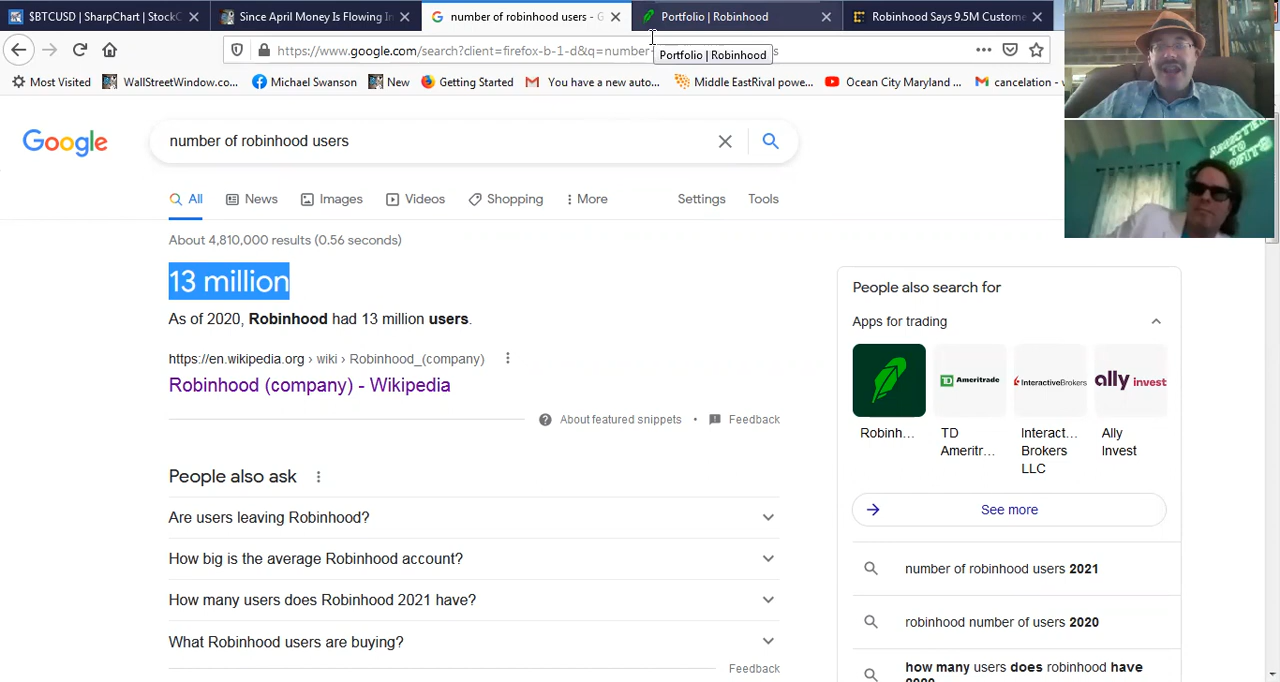 $BTCUSD | SharpChart | StockC
Since April Money Is Flowing In
number of robinhood users - G
Portfolio | Robinhood
Robinhood Says 9.5M Custome
https://www.google.com/search?client=firefox-b-1-d&q=number-
s
Portfolio | Robinhood
Most Visited
WallStreetWindow.co...
Michael Swanson
New
Getting Started
You have a new auto...
Middle EastRival powe...
Ocean City Maryland ...
cancelation - w
ADDICTED
TO
Google
number of robinhood users
All
News
Images
Videos
Shopping
More
Settings
Tools
About 4,810,000 results (0.56 seconds)
13 million
As of 2020, Robinhood had 13 million users.
https://en.wikipedia.org › wiki › Robinhood_(company)
Robinhood (company) - Wikipedia
About featured snippets
Feedback
People also ask
Are users leaving Robinhood?
How big is the average Robinhood account?
How many users does Robinhood 2021 have?
What Robinhood users are buying?
Feedback
People also search for
Apps for trading
TD Ameritrade
InteractiveBrokers
ally invest
Robinh...
TD
Ameritr...
Interact...
Brokers
LLC
Ally
Invest
See more
number of robinhood users 2021
robinhood number of users 2020
how many users does robinhood have